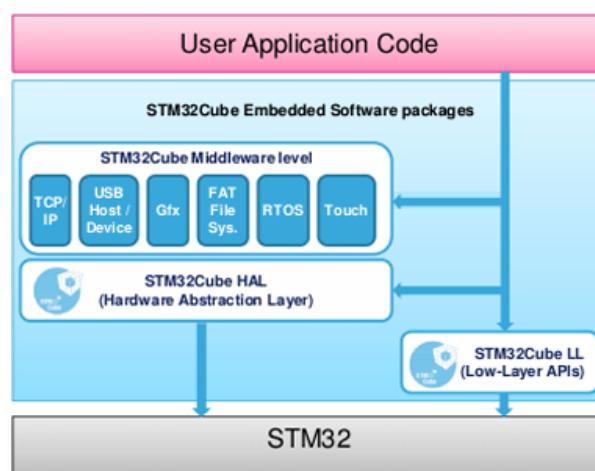 User Application Code
STM32Cube Embedded Software packages
STM32Cube Middleware level
TCP/
IP
USB
Host /
Device
Gfx
FAT
File
Sys.
RTOS
Touch
STM32Cube HAL
(Hardware Abstraction Layer)
STM32Cube LL
(Low-Layer APIs)
STM32